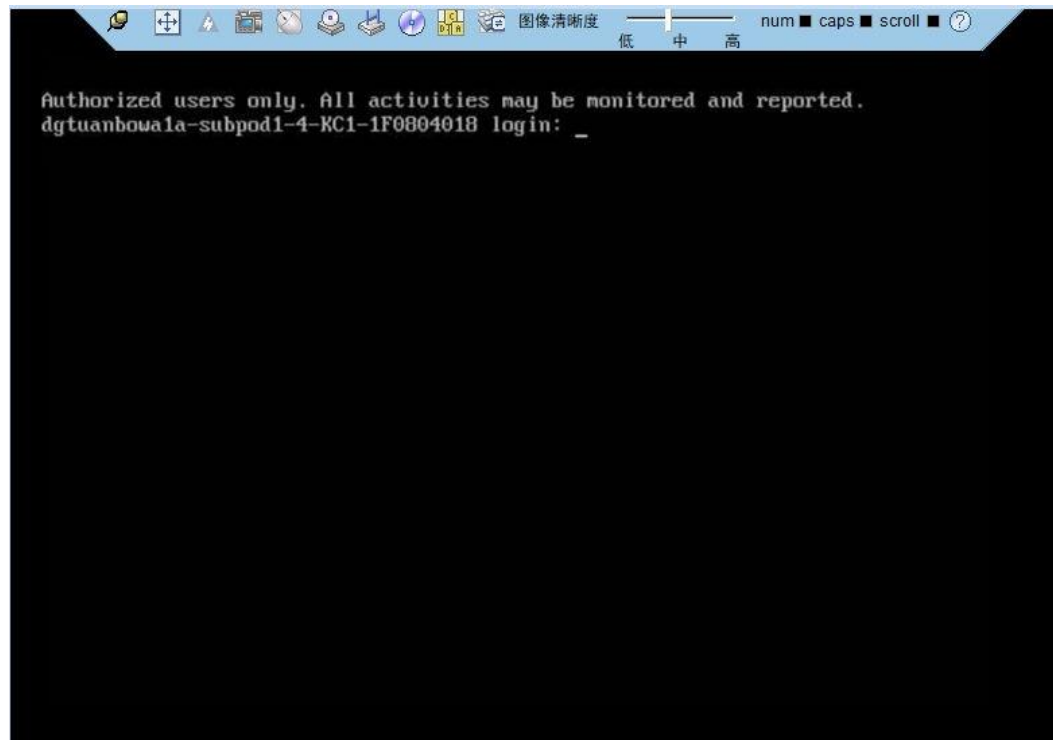 图像清晰度 num caps scroll ?
低 中 高
Authorized users only. All activities may be monitored and reported.
dgtuanbowa1a-subpod1-4-KC1-1F0804018 login: _